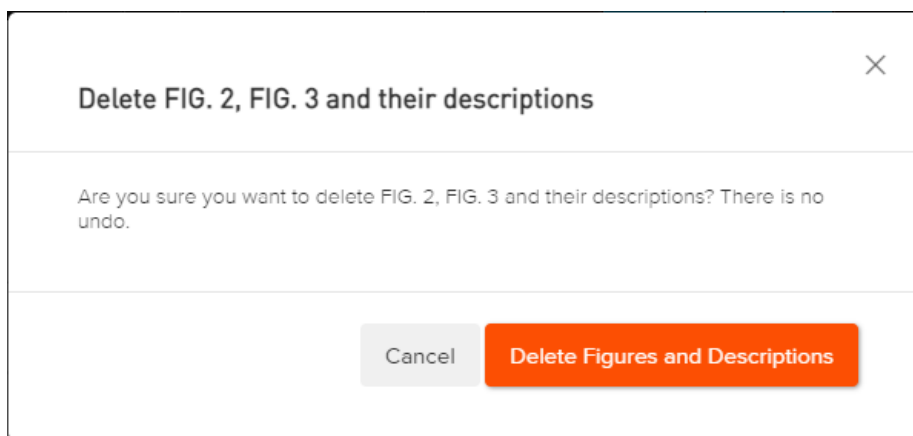 Delete FIG. 2, FIG. 3 and their descriptions
Are you sure you want to delete FIG. 2, FIG. 3 and their descriptions? There is no
undo.
Cancel
Delete Figures and Descriptions